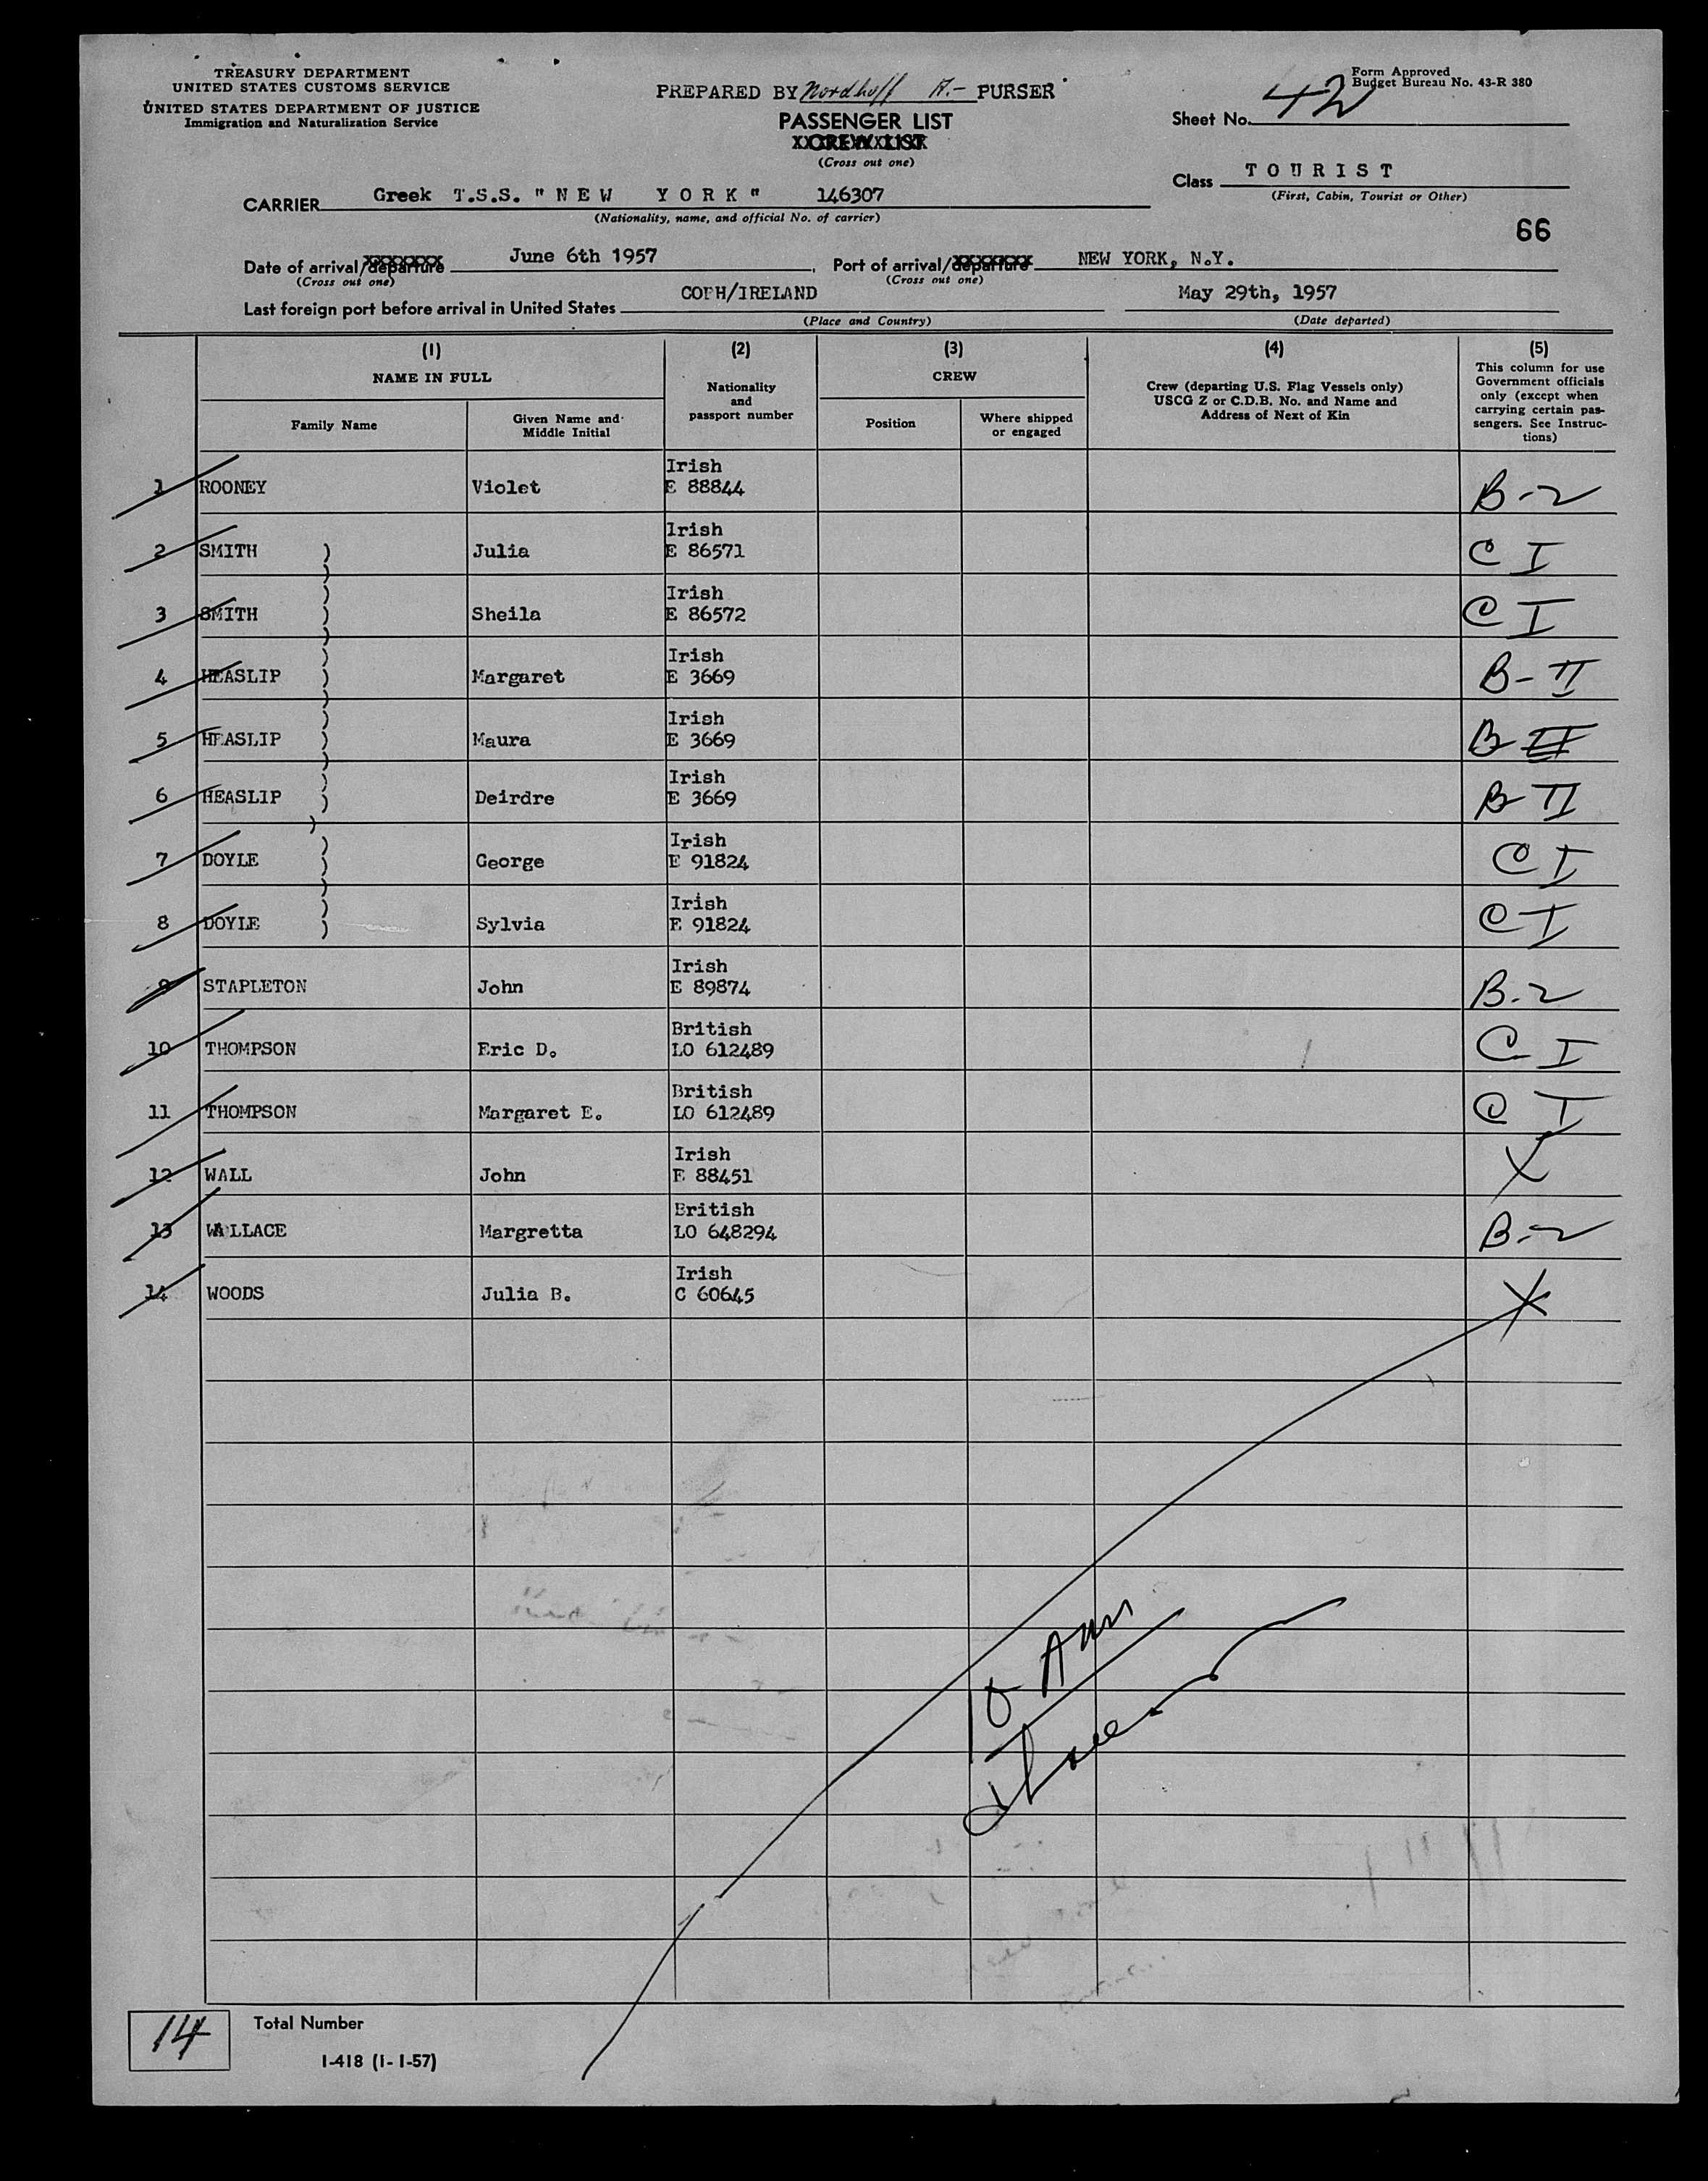 TREASURY DEPARTMENT
UNITED STATES CUSTOMS SERVICE
UNITED STATES DEPARTMENT OF JUSTICE
Immigration and Naturalization Service
PREPARED BY Nordhoff A.- PURSER
PASSENGER LIST
CREW LIST
(Cross out one)
Form Approved
Budget Bureau No. 43-R 380
Sheet No. 42
Class TOURIST
(First, Cabin, Tourist or Other)
CARRIER Greek T.S.S. "NEW YORK" 146307
(Nationality, name, and official No. of carrier)
66
Date of arrival/departure June 6th 1957, Port of arrival/departure NEW YORK, N.Y.
(Cross out one) (Cross out one)
Last foreign port before arrival in United States COFH/IRELAND May 29th, 1957
(Place and Country) (Date departed)
(1) (2) (3) (4) (5)
NAME IN FULL
Family Name
Given Name and Middle Initial
Nationality
and
passport number
CREW
Position
Where shipped
or engaged
Crew (departing U.S. Flag Vessels only)
USCG Z or C.D.B. No. and Name and
Address of Next of Kin
This column for use
Government officials
only (except when
carrying certain pas-
sengers. See Instruc-
tions)
Irish
1 ROONEY Violet E 88844 B-2
Irish
2 SMITH ) Julia E 86571 C I
Irish
3 SMITH ) Sheila E 86572 C I
Irish
4 HEASLIP ) Margaret E 3669 B-II
Irish
5 HEASLIP ) Maura E 3669 B II
Irish
6 HEASLIP ) Deirdre E 3669 B II
Irish
7 DOYLE ) George E 91824 C I
Irish
8 DOYLE ) Sylvia E 91824 C I
Irish
9 STAPLETON John E 89874 B-2
British
10 THOMPSON Eric D. LO 612489 C I
British
11 THOMPSON Margaret E. LO 612489 C I
Irish
12 WALL John E 88451 X
British
13 WALLACE Margretta LO 648294 B-2
Irish
14 WOODS Julia B. C 60645 X
14 Total Number
I-418 (1-1-57)